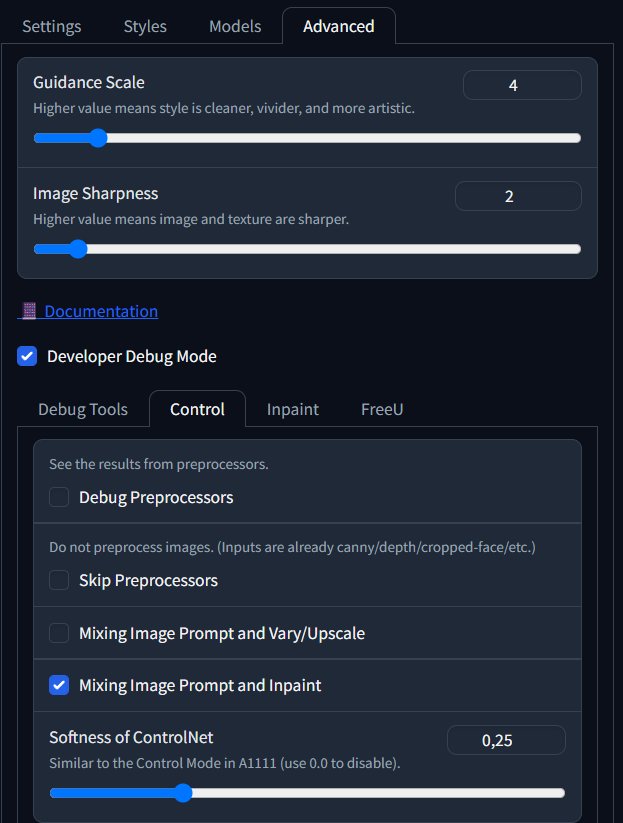 Settings Styles Models Advanced
Guidance Scale 4
Higher value means style is cleaner, vivider, and more artistic.
Image Sharpness 2
Higher value means image and texture are sharper.
Documentation
Developer Debug Mode
Debug Tools Control Inpaint FreeU
See the results from preprocessors.
Debug Preprocessors
Do not preprocess images. (Inputs are already canny/depth/cropped-face/etc.)
Skip Preprocessors
Mixing Image Prompt and Vary/Upscale
Mixing Image Prompt and Inpaint
Softness of ControlNet 0,25
Similar to the Control Mode in A1111 (use 0.0 to disable).